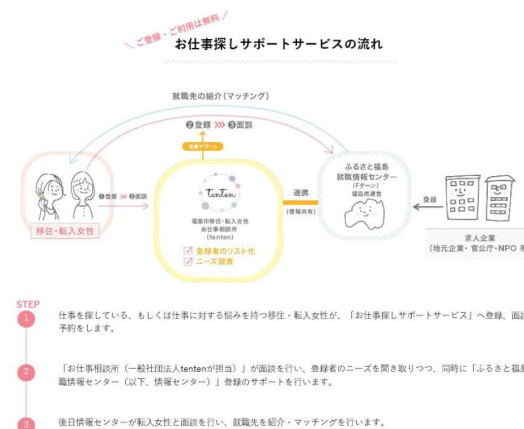 ご登録・ご利用は無料
お仕事探しサポートサービスの流れ
就職先の紹介(マッチング)
❷登録 >>> ❸面談
登録サポート
ふるさと福島
就職情報センター
(Fターン)
福島県運営
tenten
❶登録 >>> ❷面談
連携
(情報共有)
登録
福島市移住・転入女性
お仕事相談所
(tenten)
移住・転入女性
登録者のリスト化
ニーズ調査
求人企業
(地元企業・官公庁・NPO 等
STEP
1
仕事を探している、もしくは仕事に対する悩みを持つ移住・転入女性が、「お仕事探しサポートサービス」へ登録、面談
予約をします。
2
「お仕事相談所(一般社団法人tentenが担当)」が面談を行い、登録者のニーズを聞き取りつつ、同時に「ふるさと福島
職情報センター(以下、情報センター)」登録のサポートを行います。
3
後日情報センターが転入女性と面談を行い、就職先を紹介・マッチングを行います。